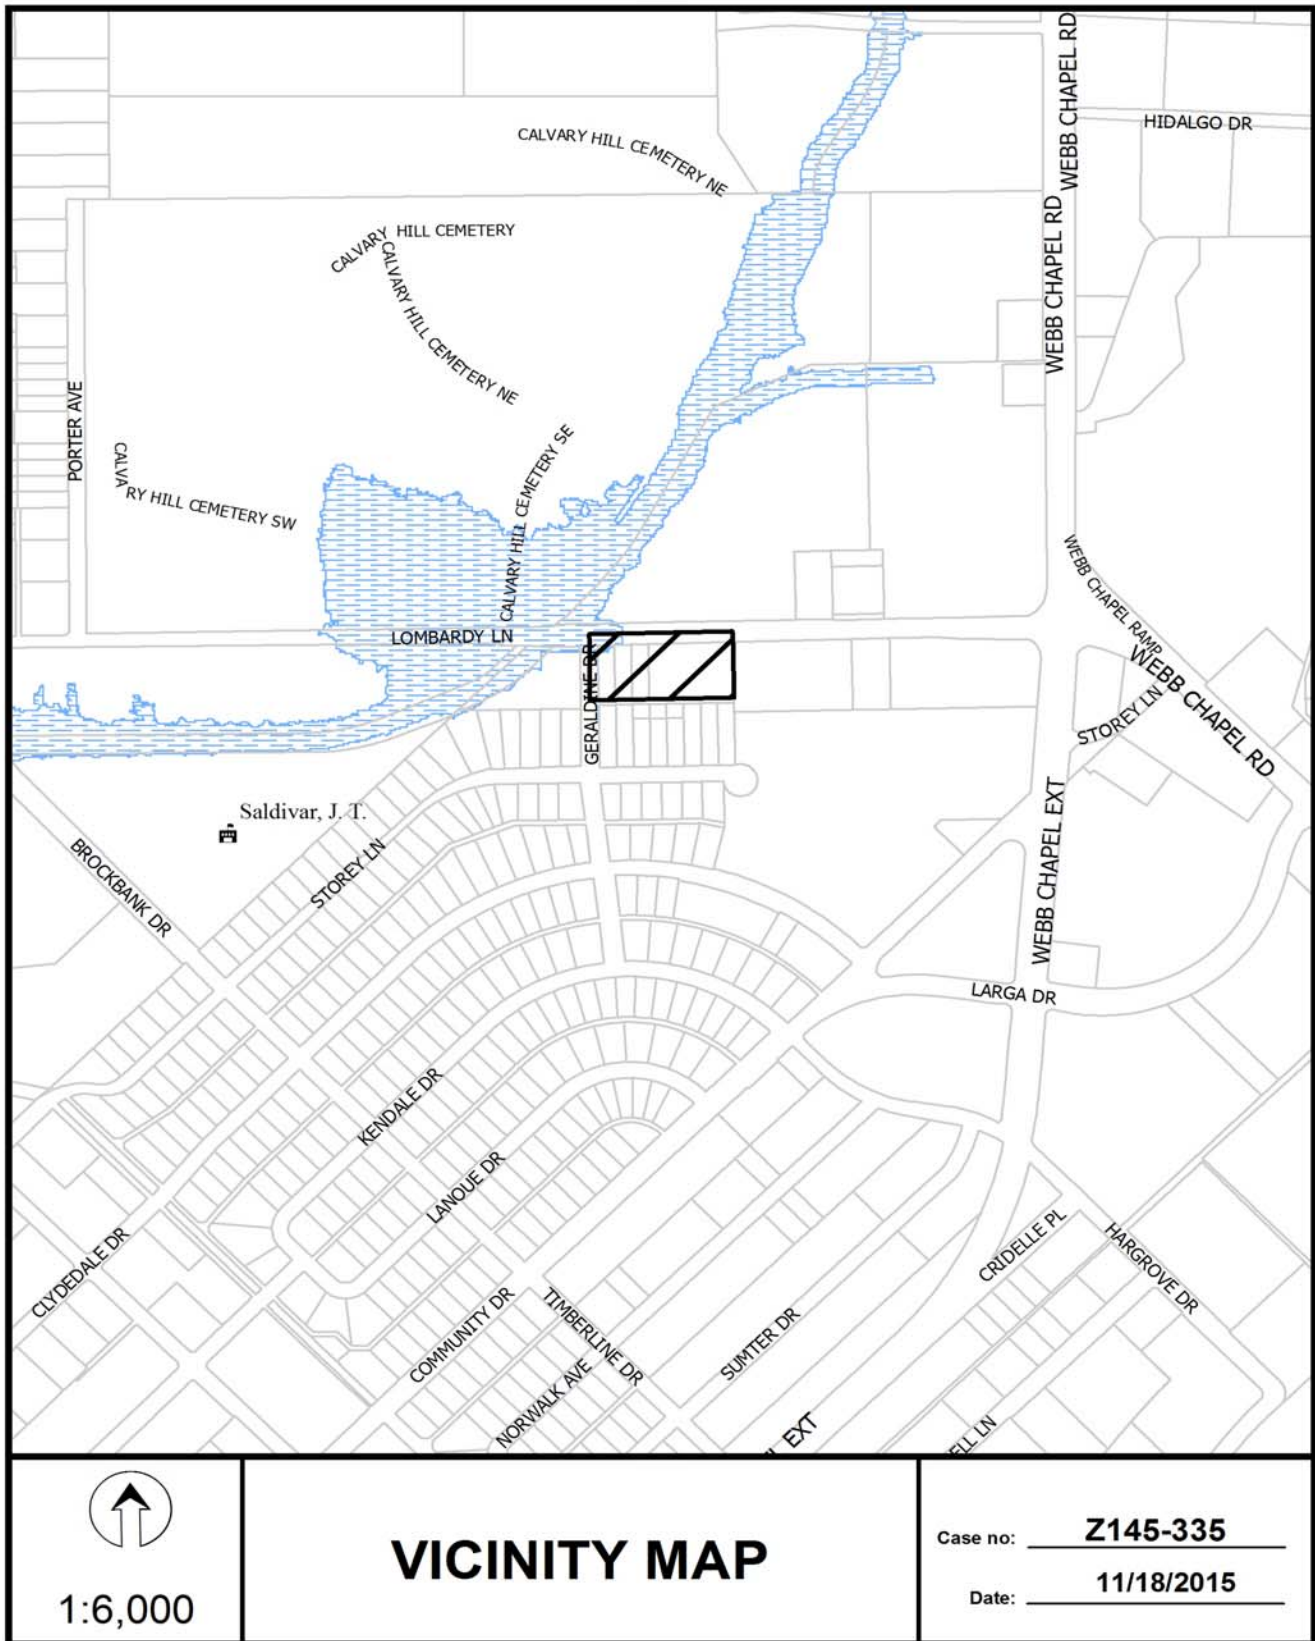 WEBB CHAPEL RD
HIDALGO DR
CALVARY HILL CEMETERY NE
WEBB CHAPEL RD
CALVARY HILL CEMETERY
CALVARY HILL CEMETERY NE
PORTER AVE
CALVARY HILL CEMETERY SE
CALVARY HILL CEMETERY SW
WEBB CHAPEL RAMP
LOMBARDY LN
GERALDINE DR
WEBB CHAPEL RD
STOREY LN
Saldivar, J. T.
WEBB CHAPEL EXT
STOREY LN
BROCKBANK DR
LARGA DR
KENDALE DR
LANOUE DR
CLYDEDALE DR
CRIDELLE PL
HARGROVE DR
COMMUNITY DR
TIMBERLINE DR
SUMTER DR
NORWALK AVE
EXT
ELL LN
1:6,000
VICINITY MAP
Case no: Z145-335
Date: 11/18/2015